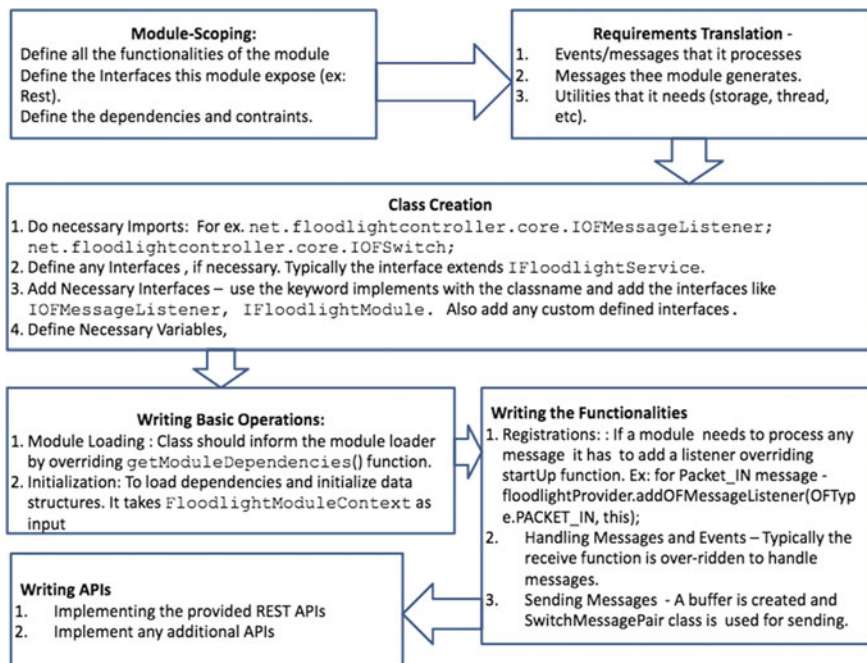 Module-Scoping:
Define all the functionalities of the module
Define the Interfaces this module expose (ex:
Rest).
Define the dependencies and contraints.
Requirements Translation -
1. Events/messages that it processes
2. Messages thee module generates.
3. Utilities that it needs (storage, thread,
etc).
Class Creation
1. Do necessary Imports: For ex. net.floodlightcontroller.core.IOFMessageListener;
net.floodlightcontroller.core.IOFSwitch;
2. Define any Interfaces , if necessary. Typically the interface extends IFloodlightService.
3. Add Necessary Interfaces – use the keyword implements with the classname and add the interfaces like
IOFMessageListener, IFloodlightModule. Also add any custom defined interfaces .
4. Define Necessary Variables,
Writing Basic Operations:
1. Module Loading : Class should inform the module loader
by overriding getModuleDependencies() function.
2. Initialization: To load dependencies and initialize data
structures. It takes FloodlightModuleContext as
input
Writing the Functionalities
1. Registrations: : If a module needs to process any
message it has to add a listener overriding
startUp function. Ex: for Packet_IN message -
floodlightProvider.addOFMessageListener(OFTyp
e.PACKET_IN, this);
2. Handling Messages and Events – Typically the
receive function is over-ridden to handle
messages.
3. Sending Messages - A buffer is created and
SwitchMessagePair class is used for sending.
Writing APIs
1. Implementing the provided REST APIs
2. Implement any additional APIs